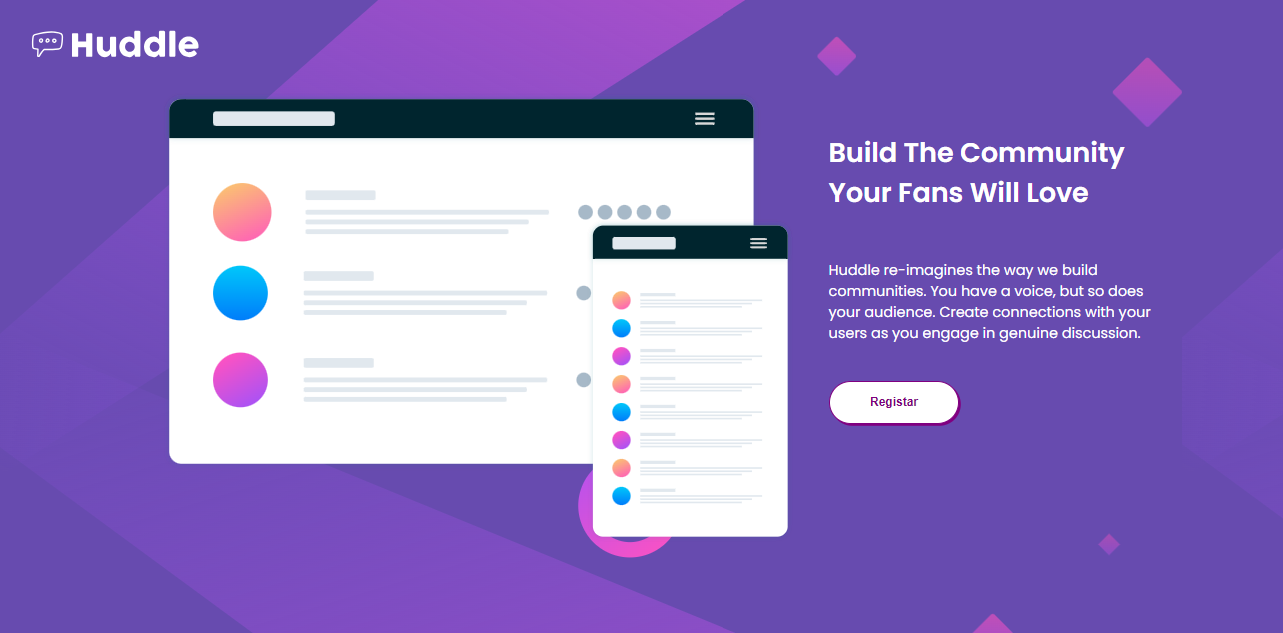 Huddle
Build The Community
Your Fans Will Love
Huddle re-imagines the way we build
communities. You have a voice, but so does
your audience. Create connections with your
users as you engage in genuine discussion.
Registar